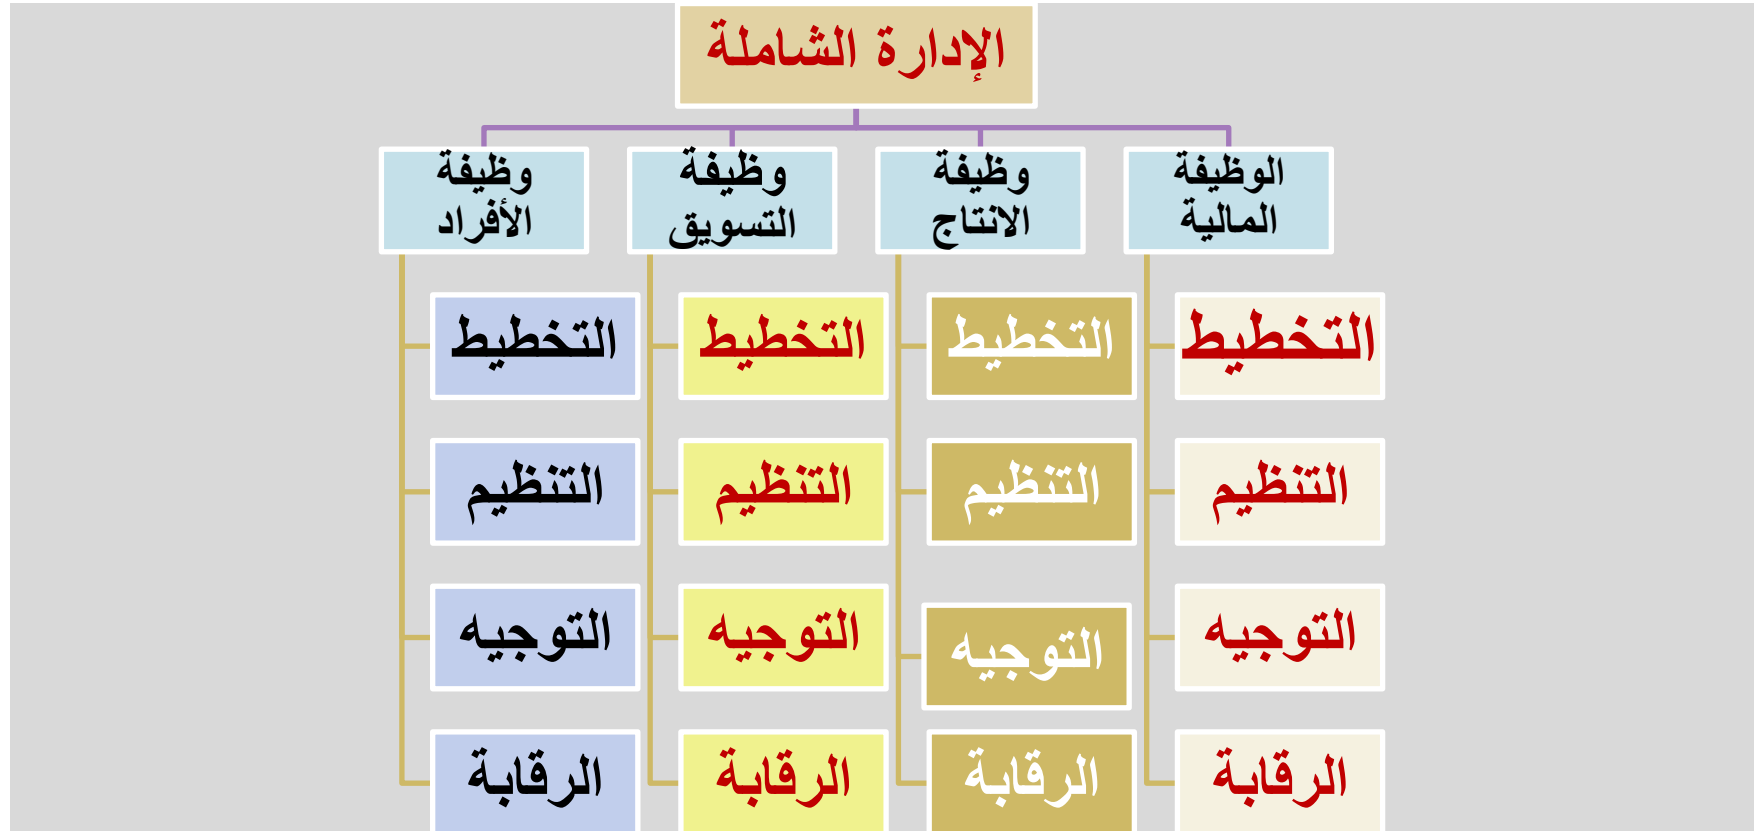 الإدارة الشاملة
الوظيفة
المالية
وظيفة
الانتاج
وظيفة
التسويق
وظيفة
الأفراد
التخطيط
التخطيط
التخطيط
التخطيط
التنظيم
التنظيم
التنظيم
التنظيم
التوجيه
التوجيه
التوجيه
التوجيه
الرقابة
الرقابة
الرقابة
الرقابة